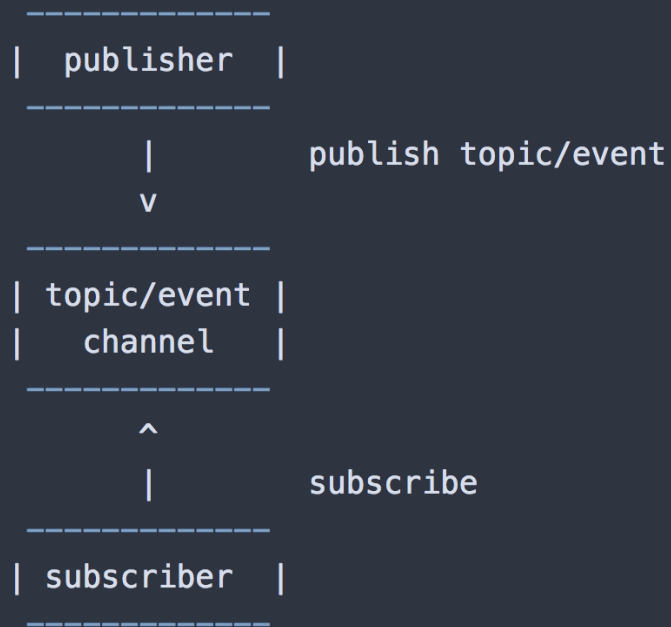 -------------
|  publisher  |
-------------
|        publish topic/event
v
-------------
| topic/event |
|   channel   |
-------------
^
|        subscribe
-------------
| subscriber  |
-------------